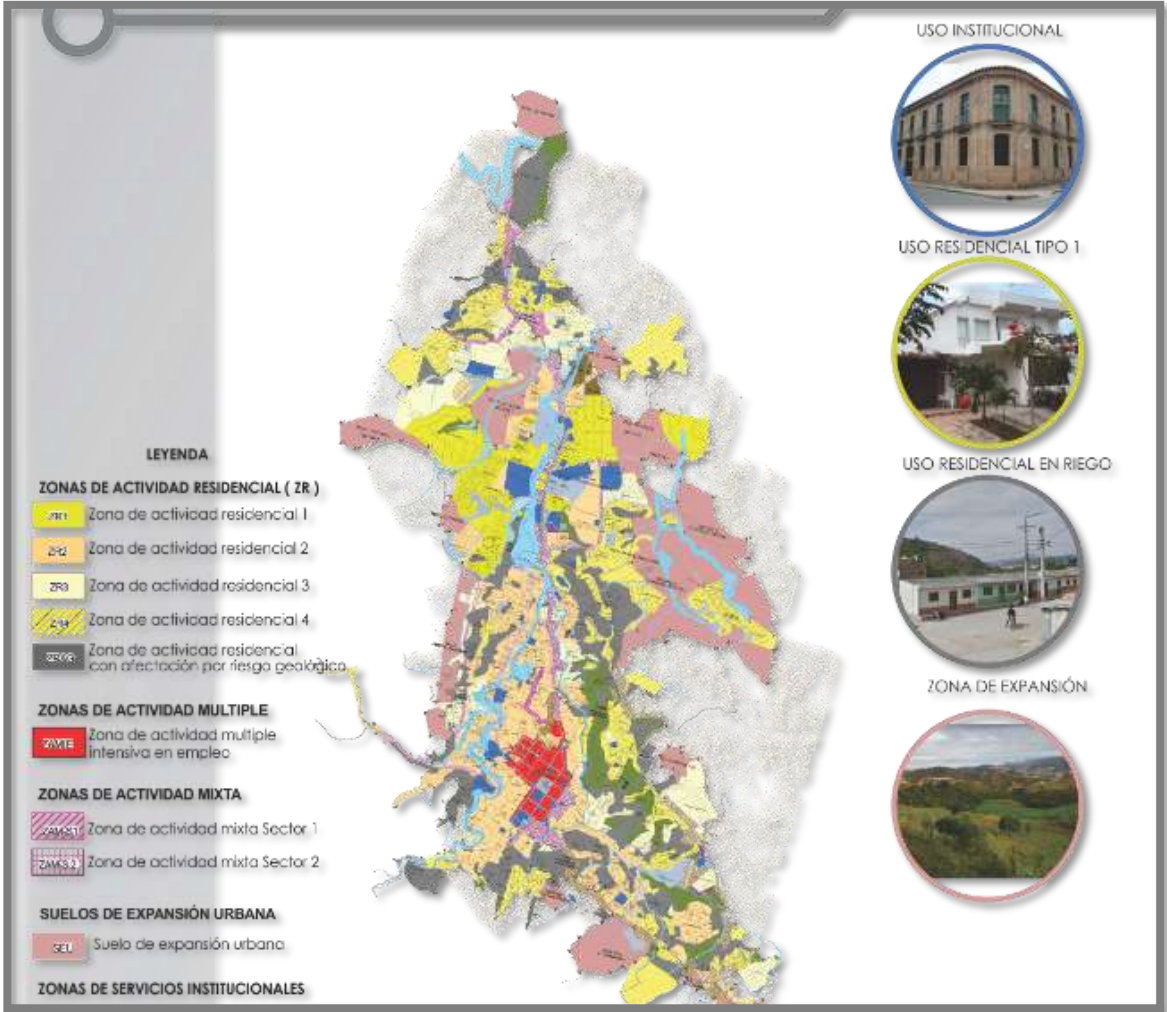 USO INSTITUCIONAL
USO RESIDENCIAL TIPO 1
USO RESIDENCIAL EN RIEGO
ZONA DE EXPANSIÓN
LEYENDA
ZONAS DE ACTIVIDAD RESIDENCIAL ( ZR )
ZR1 Zona de actividad residencial 1
ZR2 Zona de actividad residencial 2
ZR3 Zona de actividad residencial 3
ZR4 Zona de actividad residencial 4
Zona de actividad residencial
con afectación por riesgo geológico
ZONAS DE ACTIVIDAD MULTIPLE
ZAMIE Zona de actividad multiple
intensiva en empleo
ZONAS DE ACTIVIDAD MIXTA
Zona de actividad mixta Sector 1
Zona de actividad mixta Sector 2
SUELOS DE EXPANSIÓN URBANA
SEU Suelo de expansión urbana
ZONAS DE SERVICIOS INSTITUCIONALES